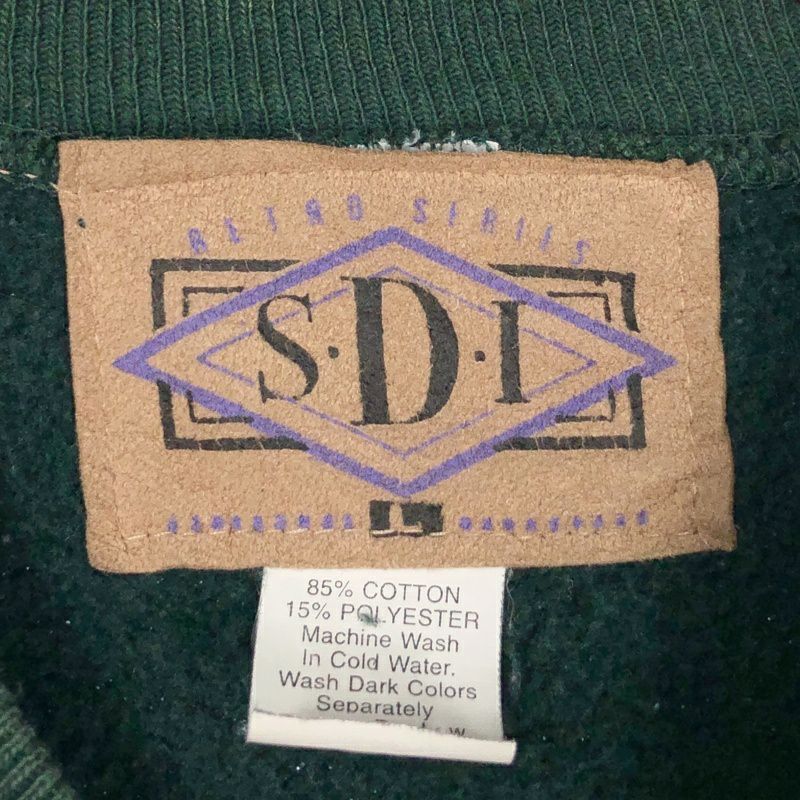 RETRO SERIES
S·D·I
L
85% COTTON
15% POLYESTER
Machine Wash
In Cold Water.
Wash Dark Colors
Separately